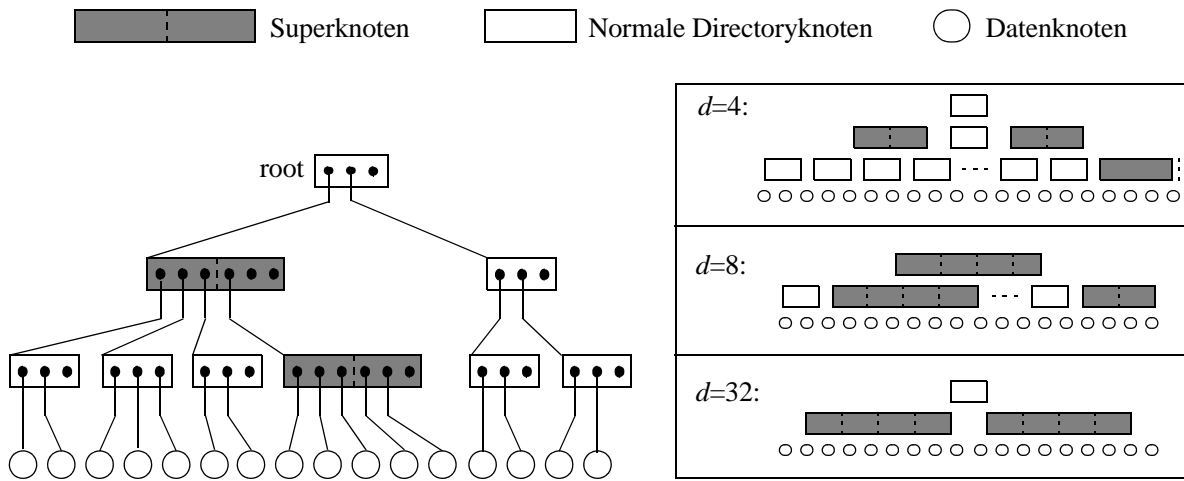 Superknoten
Normale Directoryknoten
Datenknoten
root
d=4:
d=8:
d=32: